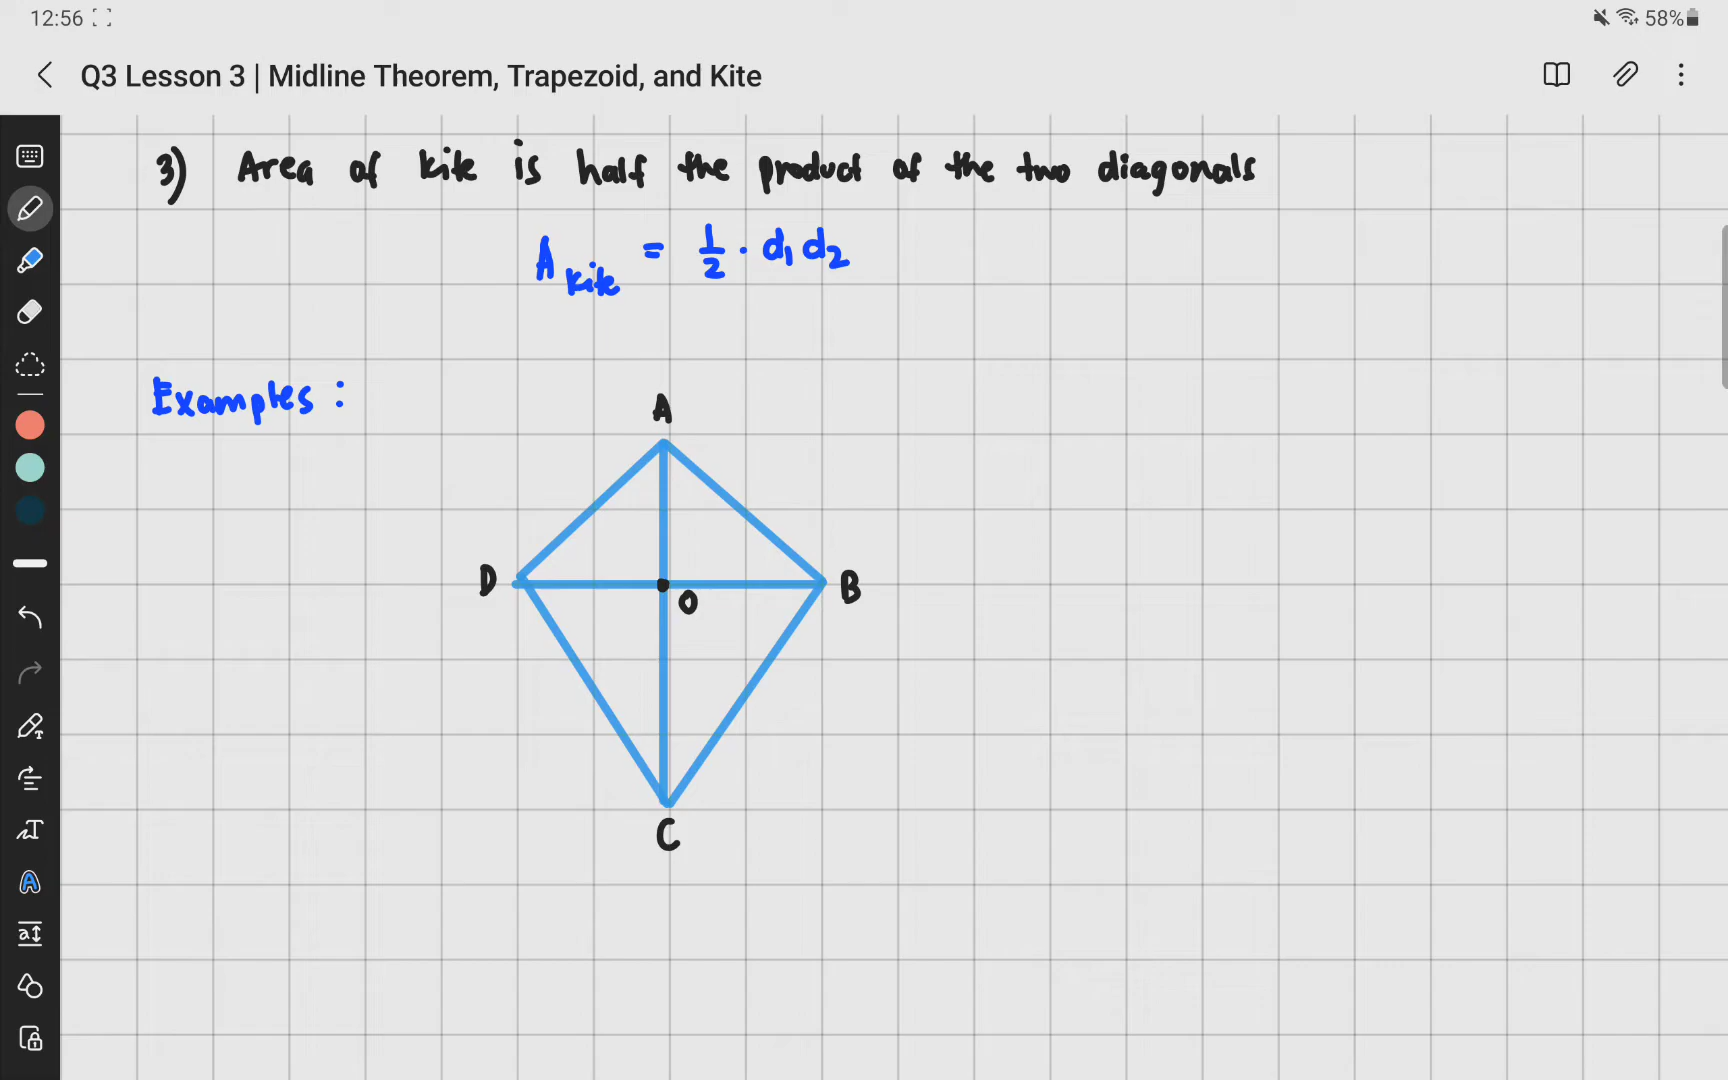 12:56 58%
Q3 Lesson 3 | Midline Theorem, Trapezoid, and Kite
3) Area of kite is half the product of the two diagonals
A kite = 1/2 · d₁ d₂
Examples :
A
D B
O
C